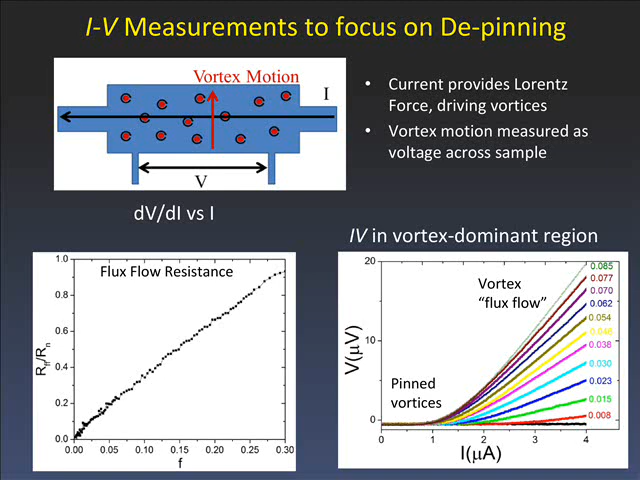 I-V Measurements to focus on De-pinning
Vortex Motion
I
V
• Current provides Lorentz
Force, driving vortices
• Vortex motion measured as
voltage across sample
dV/dI vs I
IV in vortex-dominant region
Flux Flow Resistance
Rff/Rn
1.0
0.8
0.6
0.4
0.2
0.0
0.00 0.05 0.10 0.15 0.20 0.25 0.30
f
Vortex
“flux flow”
Pinned
vortices
V(μV)
20
10
0
0 1 2 3 4
I(μA)
0.085
0.077
0.070
0.062
0.054
0.046
0.038
0.030
0.023
0.015
0.008